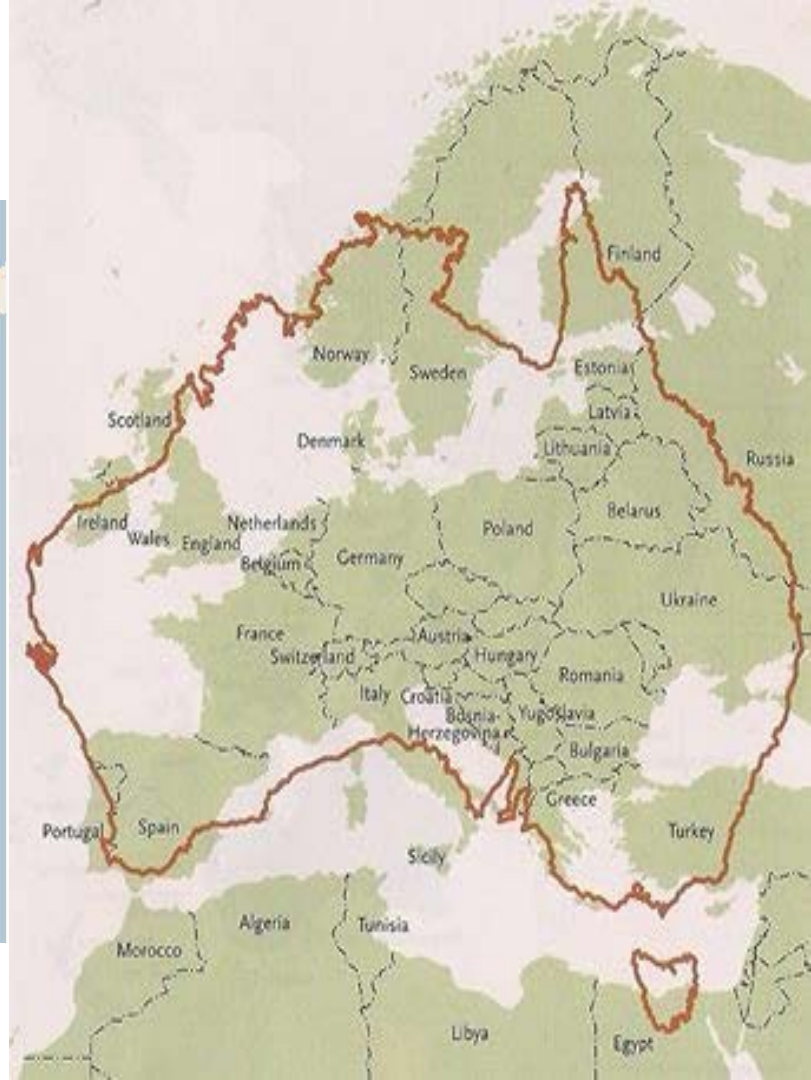 Finland
Norway
Sweden
Estonia
Latvia
Scotland
Denmark
Lithuania
Russia
Ireland
Wales
England
Netherlands
Belgium
Germany
Poland
Belarus
Ukraine
France
Switzerland
Austria
Hungary
Romania
Italy
Croatia
Bosnia-
Herzegovina
Yugoslavia
Bulgaria
Greece
Portugal
Spain
Turkey
Sicily
Algeria
Tunisia
Morocco
Libya
Egypt